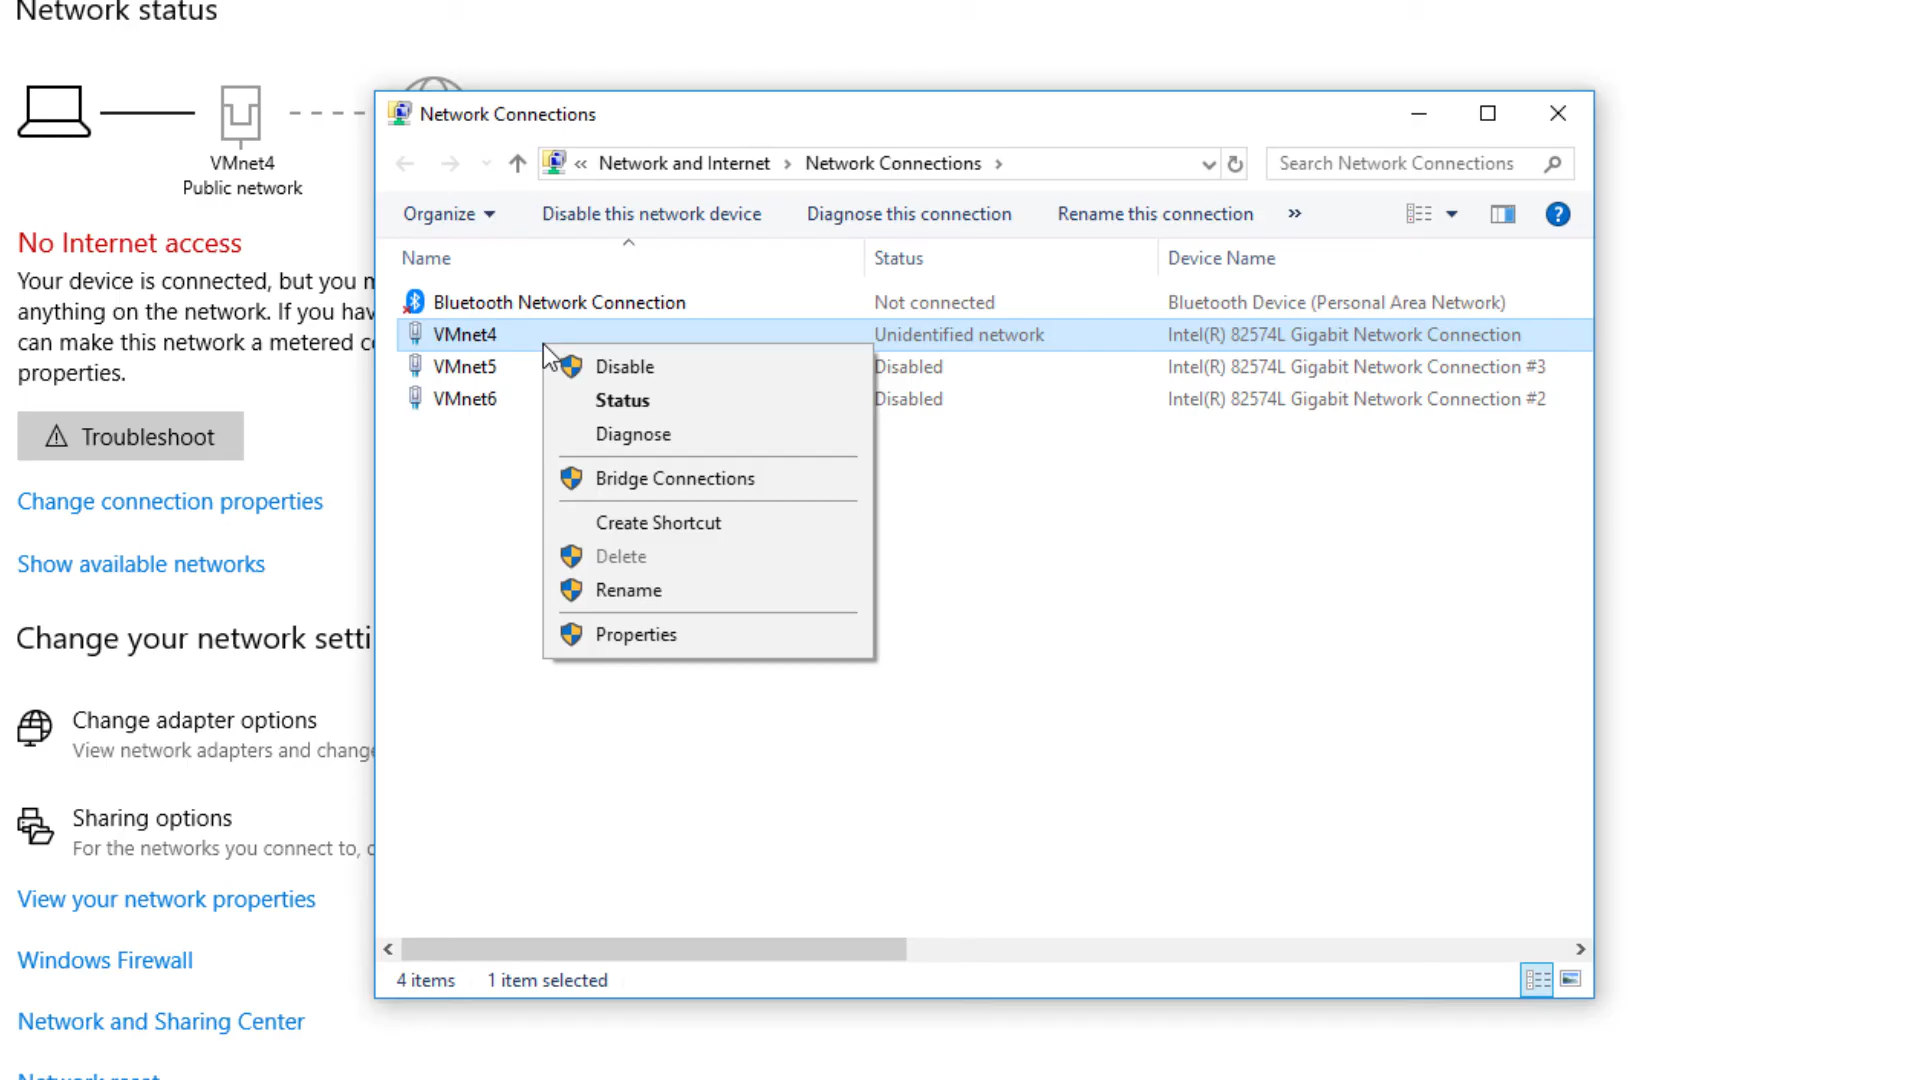 Network status
VMnet4
Public network
No Internet access
Your device is connected, but you m
anything on the network. If you hav
can make this network a metered c
properties.
Troubleshoot
Change connection properties
Show available networks
Change your network setti
Change adapter options
View network adapters and change
Sharing options
For the networks you connect to, c
View your network properties
Windows Firewall
Network and Sharing Center
Network reset
Network Connections
« Network and Internet > Network Connections >
Search Network Connections
Organize
Disable this network device
Diagnose this connection
Rename this connection
»
Name Status Device Name
Bluetooth Network Connection Not connected Bluetooth Device (Personal Area Network)
VMnet4 Unidentified network Intel(R) 82574L Gigabit Network Connection
VMnet5 Disabled Intel(R) 82574L Gigabit Network Connection #3
VMnet6 Disabled Intel(R) 82574L Gigabit Network Connection #2
Disable
Status
Diagnose
Bridge Connections
Create Shortcut
Delete
Rename
Properties
4 items 1 item selected